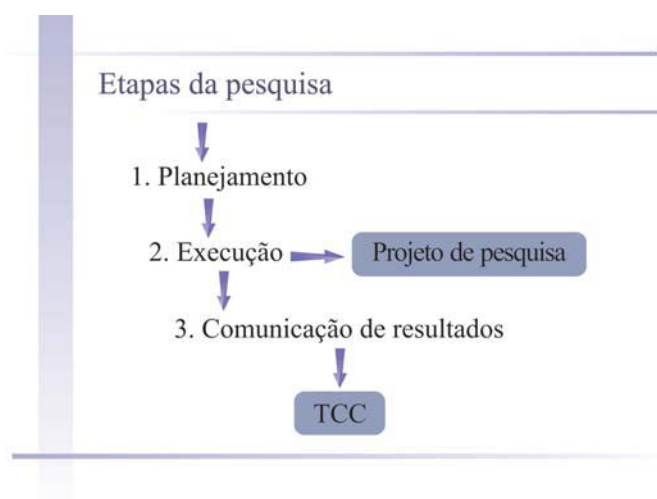 Etapas da pesquisa
1. Planejamento
2. Execução
Projeto de pesquisa
3. Comunicação de resultados
TCC